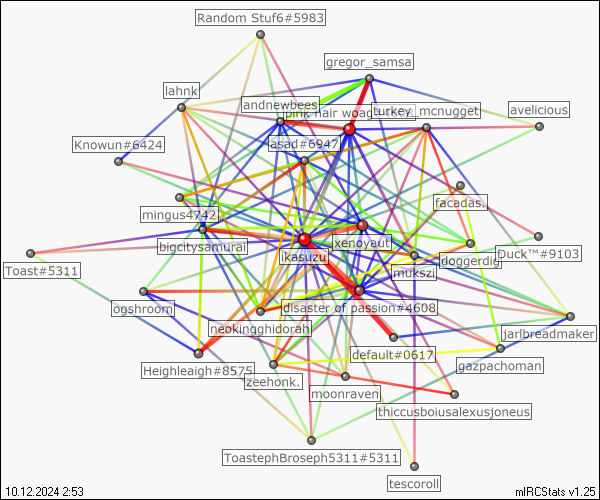 Random Stuf6#5983
gregor_samsa
lahnk
andnewbees
pink hair
turkey_mcnugget
avelicious
Knowun#6424
asad#6947
mingus4742
facadas.
bigcitysamurai
xenoyaut
ikasuzu
Toast#5311
mukszi
doggerdig
Duck™#9103
ogshroom
disaster of passion#4608
neokingghidorah
jarlbreadmaker
default#0617
gazpachoman
Heighleaigh#8575
zeehonk.
moonraven
thiccusboiusalexusjoneus
ToastephBroseph5311#5311
tescoroll
10.12.2024 2:53
mIRCStats v1.25